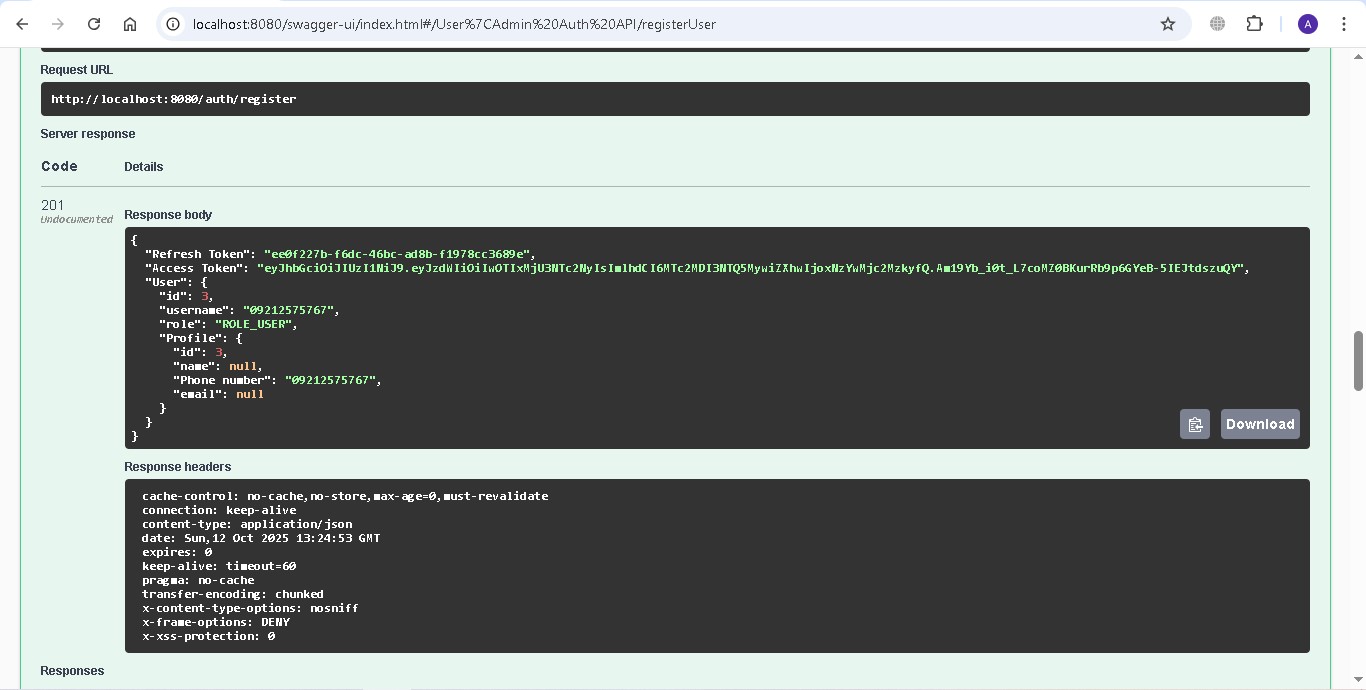 localhost:8080/swagger-ui/index.html#/User%7CAdmin%20Auth%20API/registerUser
A
Request URL
http://localhost:8080/auth/register
Server response
Code Details
201
Undocumented
Response body
{
"Refresh Token": "ee0f227b-f6dc-46bc-ad8b-f1978cc3689e",
"Access Token": "eyJhbGciOiJIUzI1NiJ9.eyJzdWIiOiIwOTIxMjU3NTc2NyIsImlhdCI6MTc2MDI3NTQ5MywiZXhwIjoxNzYwMjc2MzkyfQ.Am19Yb_i0t_L7coMZ0BKurRb9p6GYeB-5IEJtdszuQY",
"User": {
"id": 3,
"username": "09212575767",
"role": "ROLE_USER",
"Profile": {
"id": 3,
"name": null,
"Phone number": "09212575767",
"email": null
}
}
}
Download
Response headers
cache-control: no-cache,no-store,max-age=0,must-revalidate
connection: keep-alive
content-type: application/json
date: Sun,12 Oct 2025 13:24:53 GMT
expires: 0
keep-alive: timeout=60
pragma: no-cache
transfer-encoding: chunked
x-content-type-options: nosniff
x-frame-options: DENY
x-xss-protection: 0
Responses